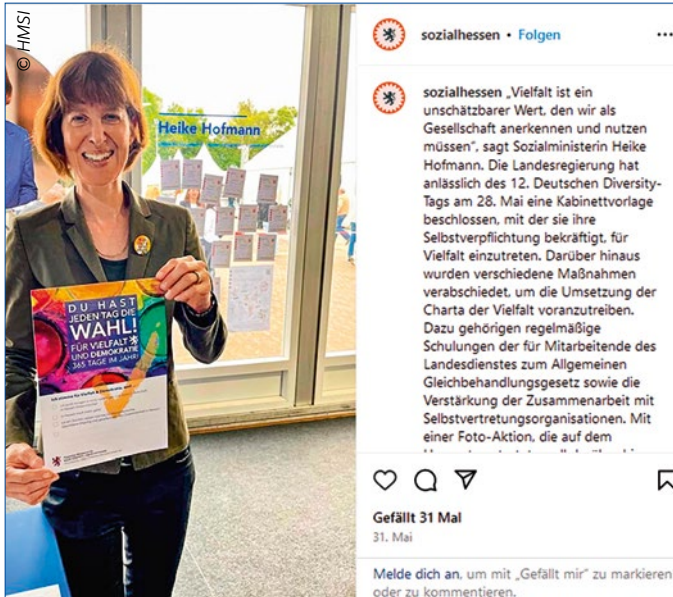 © HMSI
Heike Hofmann
DU HAST
JEDEN TAG DIE
WAHL!
FÜR VIELFALT
UND DEMOKRATIE
365 TAGE IM JAHR!
sozialhessen • Folgen
sozialhessen „Vielfalt ist ein
unschätzbarer Wert, den wir als
Gesellschaft anerkennen und nutzen
müssen“, sagt Sozialministerin Heike
Hofmann. Die Landesregierung hat
anlässlich des 12. Deutschen Diversity-
Tags am 28. Mai eine Kabinettvorlage
beschlossen, mit der sie ihre
Selbstverpflichtung bekräftigt, für
Vielfalt einzutreten. Darüber hinaus
wurden verschiedene Maßnahmen
verabschiedet, um die Umsetzung der
Charta der Vielfalt voranzutreiben.
Dazu gehörigen regelmäßige
Schulungen der für Mitarbeitende des
Landesdienstes zum Allgemeinen
Gleichbehandlungsgesetz sowie die
Verstärkung der Zusammenarbeit mit
Selbstvertretungsorganisationen. Mit
einer Foto-Aktion, die auf dem
Gefällt 31 Mal
31. Mai
Melde dich an, um mit „Gefällt mir“ zu markieren
oder zu kommentieren.